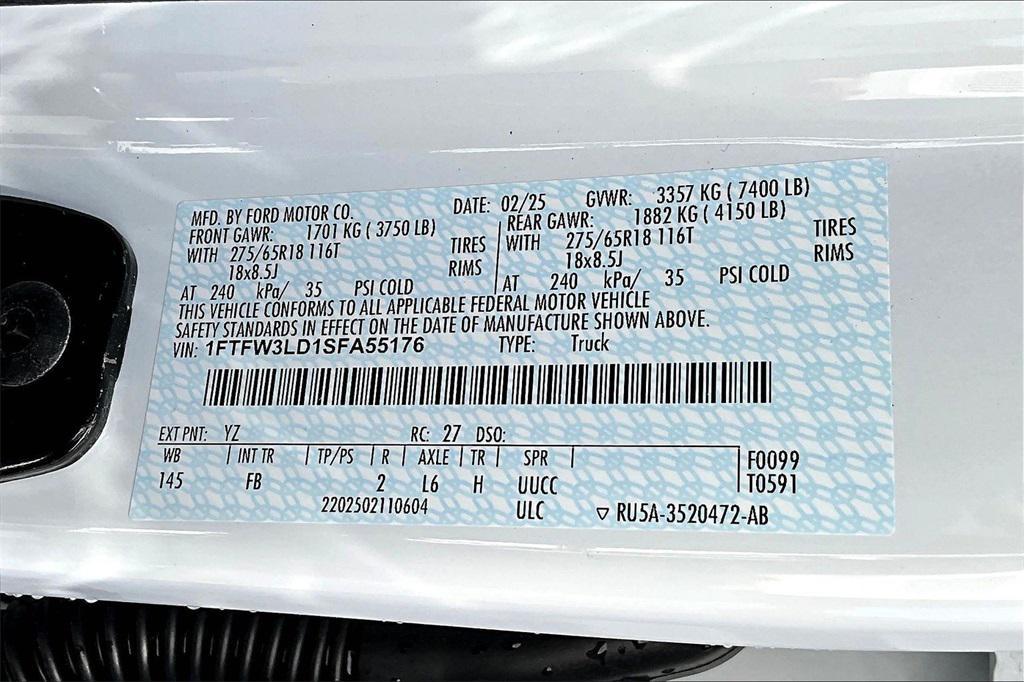 MFD. BY FORD MOTOR CO. DATE: 02/25 GVWR: 3357 KG ( 7400 LB)
FRONT GAWR: 1701 KG ( 3750 LB) REAR GAWR: 1882 KG ( 4150 LB)
WITH 275/65R18 116T TIRES WITH 275/65R18 116T TIRES
18x8.5J RIMS 18x8.5J RIMS
AT 240 kPa/ 35 PSI COLD AT 240 kPa/ 35 PSI COLD
THIS VEHICLE CONFORMS TO ALL APPLICABLE FEDERAL MOTOR VEHICLE
SAFETY STANDARDS IN EFFECT ON THE DATE OF MANUFACTURE SHOWN ABOVE.
VIN: 1FTFW3LD1SFA55176 TYPE: Truck
EXT PNT: YZ RC: 27 DSO:
WB INT TR TP/PS R AXLE TR SPR F0099
145 FB 2 L6 H UUCC T0591
2202502110604 ULC ▽ RU5A-3520472-AB